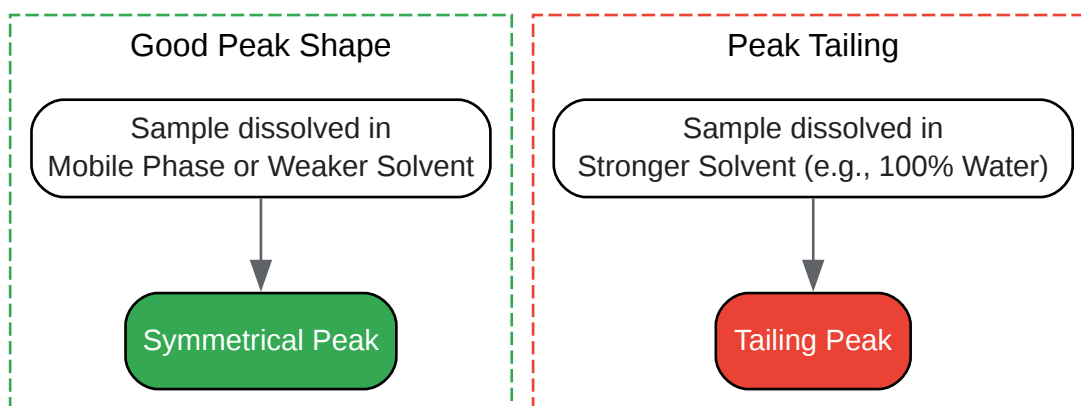 Good Peak Shape
Sample dissolved in
Mobile Phase or Weaker Solvent
Symmetrical Peak
Peak Tailing
Sample dissolved in
Stronger Solvent (e.g., 100% Water)
Tailing Peak